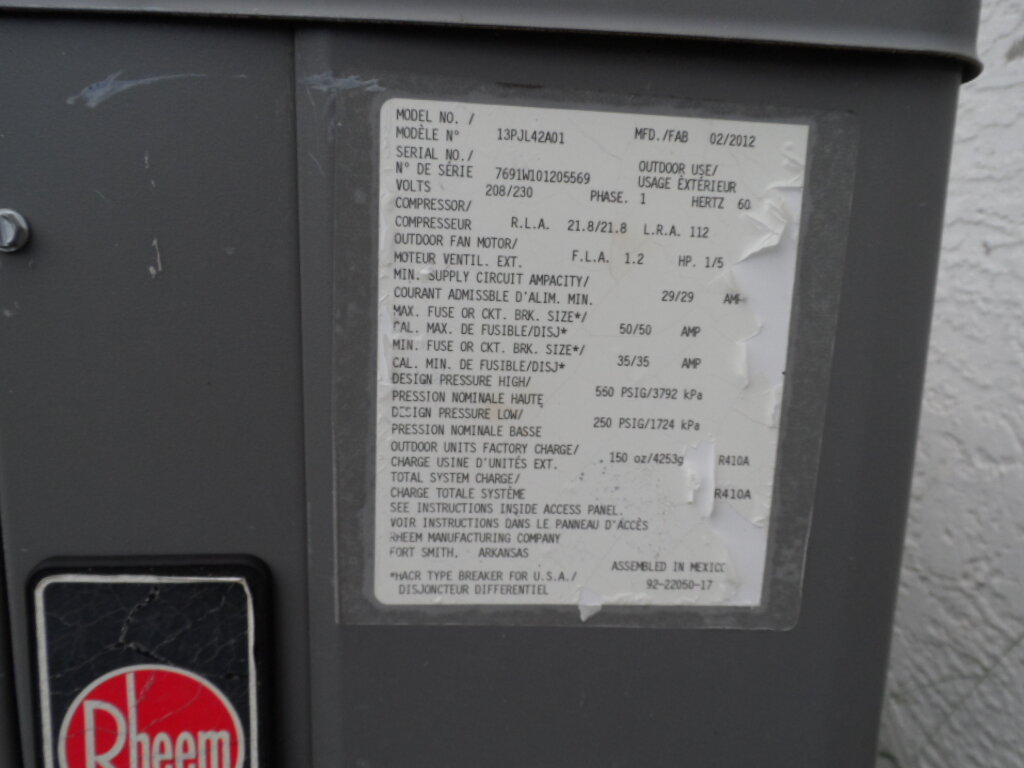 MODEL NO. /
MODÈLE N° 13PJL42A01 MFD./FAB 02/2012
SERIAL NO./
N° DE SÉRIE 7691W101205569 OUTDOOR USE/
USAGE EXTÉRIEUR
VOLTS 208/230 PHASE. 1 HERTZ 60
COMPRESSOR/
COMPRESSEUR R.L.A. 21.8/21.8 L.R.A. 112
OUTDOOR FAN MOTOR/
MOTEUR VENTIL. EXT. F.L.A. 1.2 HP. 1/5
MIN. SUPPLY CIRCUIT AMPACITY/
COURANT ADMISSBLE D'ALIM. MIN. 29/29 AMP
MAX. FUSE OR CKT. BRK. SIZE*/
CAL. MAX. DE FUSIBLE/DISJ* 50/50 AMP
MIN. FUSE OR CKT. BRK. SIZE*/
CAL. MIN. DE FUSIBLE/DISJ* 35/35 AMP
DESIGN PRESSURE HIGH/
PRESSION NOMINALE HAUTE 550 PSIG/3792 kPa
DESIGN PRESSURE LOW/
PRESSION NOMINALE BASSE 250 PSIG/1724 kPa
OUTDOOR UNITS FACTORY CHARGE/
CHARGE USINE D'UNITÉS EXT. 150 oz/4253g R410A
TOTAL SYSTEM CHARGE/
CHARGE TOTALE SYSTÈME R410A
SEE INSTRUCTIONS INSIDE ACCESS PANEL.
VOIR INSTRUCTIONS DANS LE PANNEAU D'ACCÈS
RHEEM MANUFACTURING COMPANY
FORT SMITH, ARKANSAS
ASSEMBLED IN MEXICO
*HACR TYPE BREAKER FOR U.S.A./ 92-22050-17
DISJONCTEUR DIFFERENTIEL
Rheem